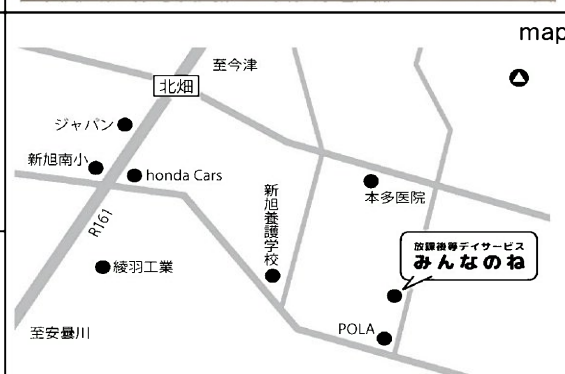 map
至今津
北畑
ジャパン
新旭南小
honda Cars
R161
綾羽工業
至安曇川
新旭養護学校
本多医院
放課後等デイサービス
みんなのね
POLA